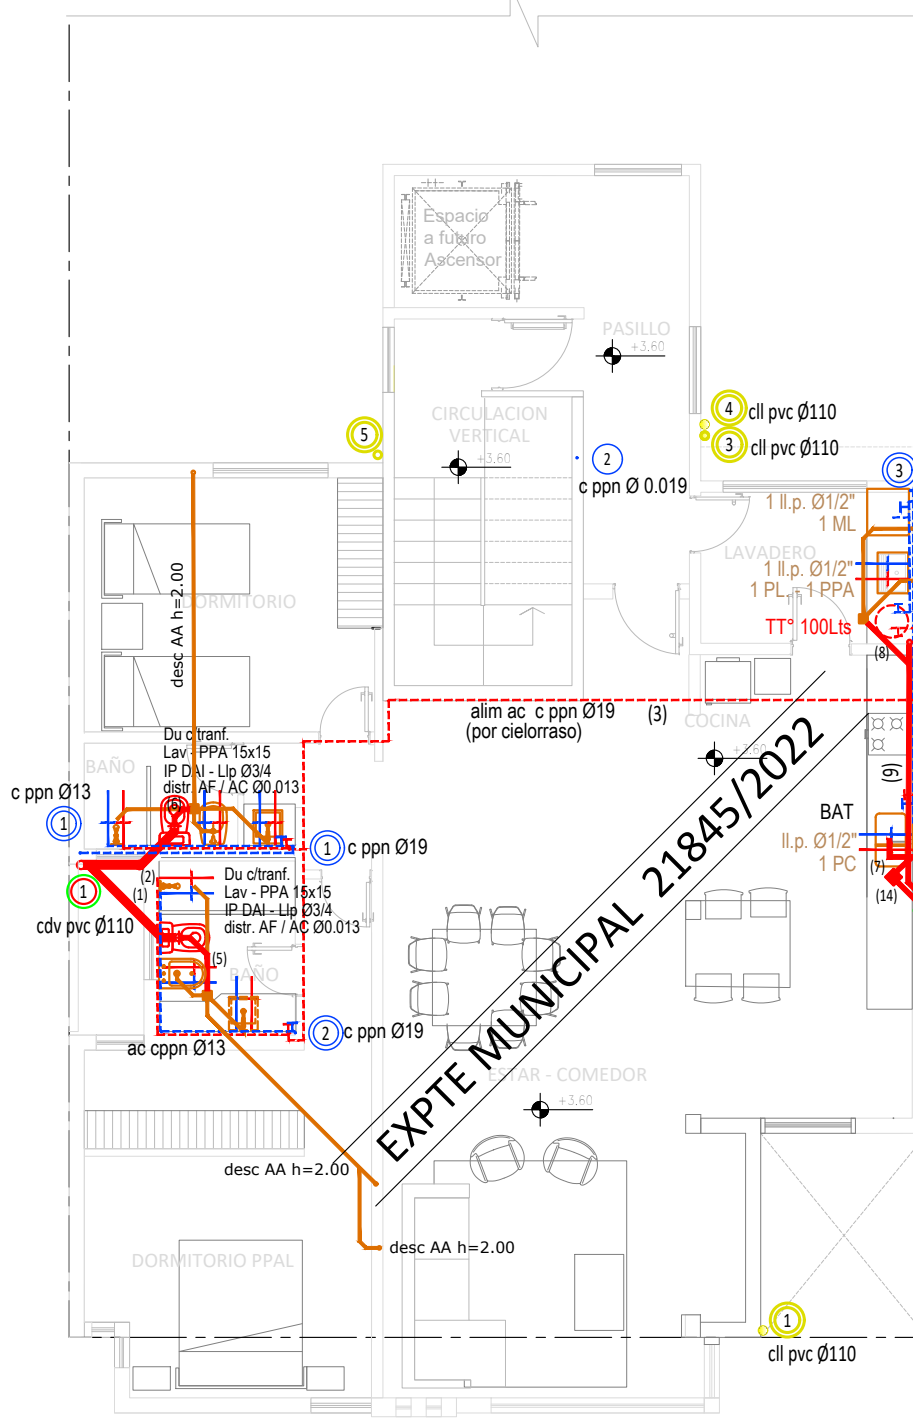 Espacio
a futuro
Ascensor
PASILLO
+3.60
CIRCULACION
VERTICAL
+3.60
4
cll pvc Ø110
3
cll pvc Ø110
5
2
c ppn Ø 0.019
3
1 ll.p. Ø1/2"
1 ML
LAVADERO
1 ll.p. Ø1/2"
1 PL. - 1 PPA
TT° 100Lts
(8)
DORMITORIO
desc AA h=2.00
alim ac c ppn Ø19
(3)
(por cielorraso)
COCINA
+3.60
BAÑO
Du c/tranf.
Lav - PPA 15x15
IP DAI - Llp Ø3/4
distr. AF / AC Ø0.013
(6)
c ppn Ø13
1
1
c ppn Ø19
(9)
BAT
ll.p. Ø1/2"
1 PC
(7)
(14)
(2)
(1)
1
cdv pvc Ø110
Du c/tranf.
Lav - PPA 15x15
IP DAI - Llp Ø3/4
distr. AF / AC Ø0.013
(5)
BAÑO
2
c ppn Ø19
ac cppn Ø13
EXPTE MUNICIPAL 21845/2022
ESTAR - COMEDOR
+3.60
desc AA h=2.00
desc AA h=2.00
DORMITORIO PPAL
1
cll pvc Ø110